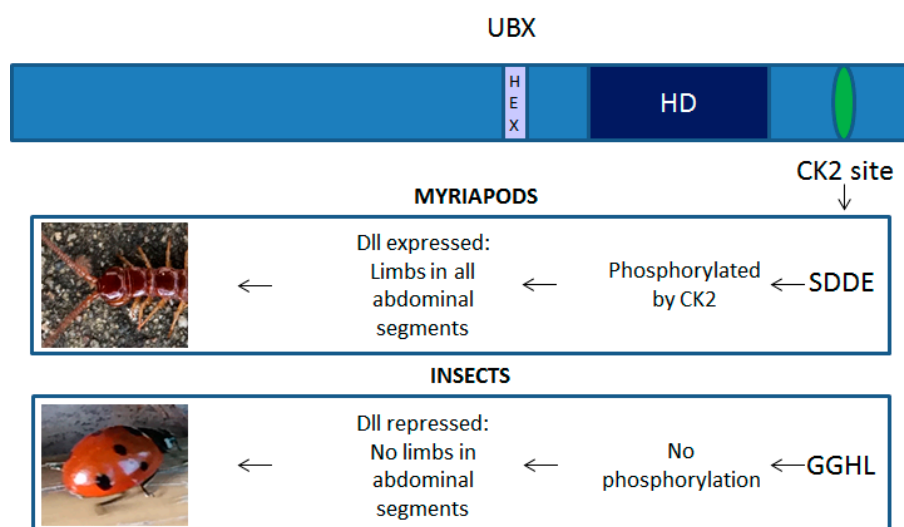 UBX
H
E
X
HD
CK2 site
MYRIAPODS
Dll expressed:
Limbs in all
abdominal
segments
Phosphorylated
by CK2
SDDE
INSECTS
Dll repressed:
No limbs in
abdominal
segments
No
phosphorylation
GGHL